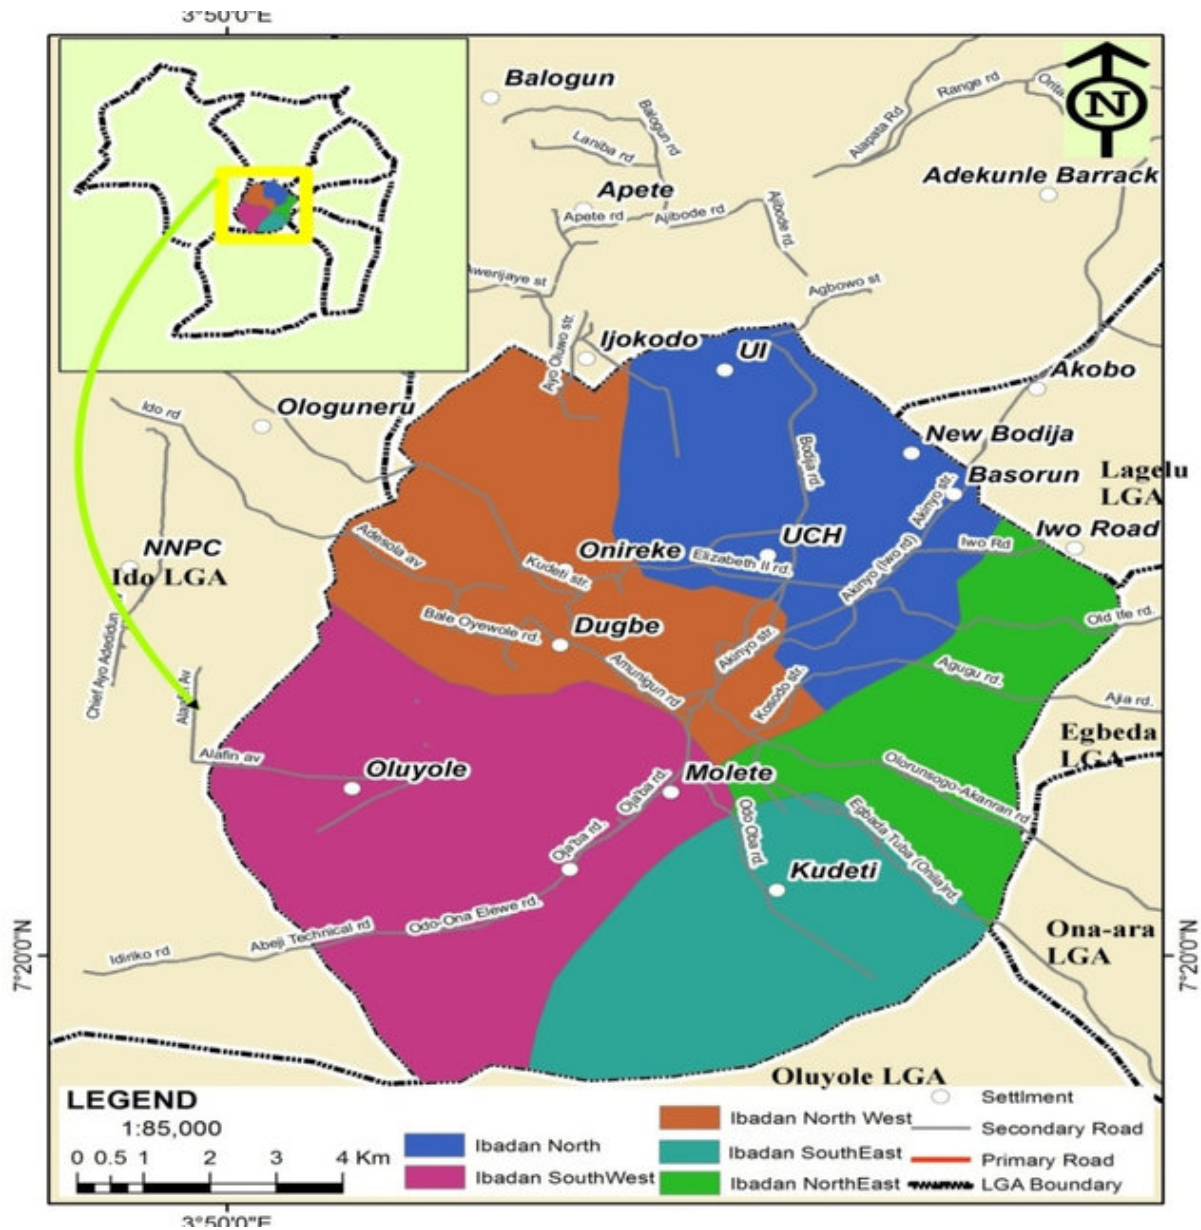 3°50'0"E
Balogun
Balogun rd
Laniba rd
Range rd
Alapata Rd
N
Apete
Adekunle Barrack
Apete rd
Ajibode rd.
Ajibode rd.
Agbowo st
Ijokodo
UI
Ayo Oluwo str.
Akobo
Ido rd
Ologuneru
New Bodija
Bodija rd.
Basorun
Lagelu
LGA
Akinyo str.
Iwo Road
NNPC
Ido LGA
Adesola av
Onireke
UCH
Iwo Rd
Kudeti str.
Elizabeth II rd.
Akinyo (Iwo rd)
Chief Ayo Adedidun
Bale Oyewole rd.
Dugbe
Old Ife rd.
Amunigun rd
Akinyo str.
Kosodo str.
Agugu rd.
Ajia rd.
Egbeda
LGA
Alafin av
Oluyole
Molete
Olorunsogo-Akanran rd
Oja'ba rd.
Oja'ba rd.
Odo Oba rd.
Egbada Tuba (Onila)rd.
Kudeti
Odo-Ona Elewe rd.
Abeji Technical rd
Idiriko rd
Ona-ara
LGA
7°20'0"N
7°20'0"N
Oluyole LGA
LEGEND
1:85,000
0 0.5 1 2 3 4 Km
Ibadan North
Ibadan SouthWest
Ibadan North West
Ibadan SouthEast
Ibadan NorthEast
Settlment
Secondary Road
Primary Road
LGA Boundary
3°50'0"E